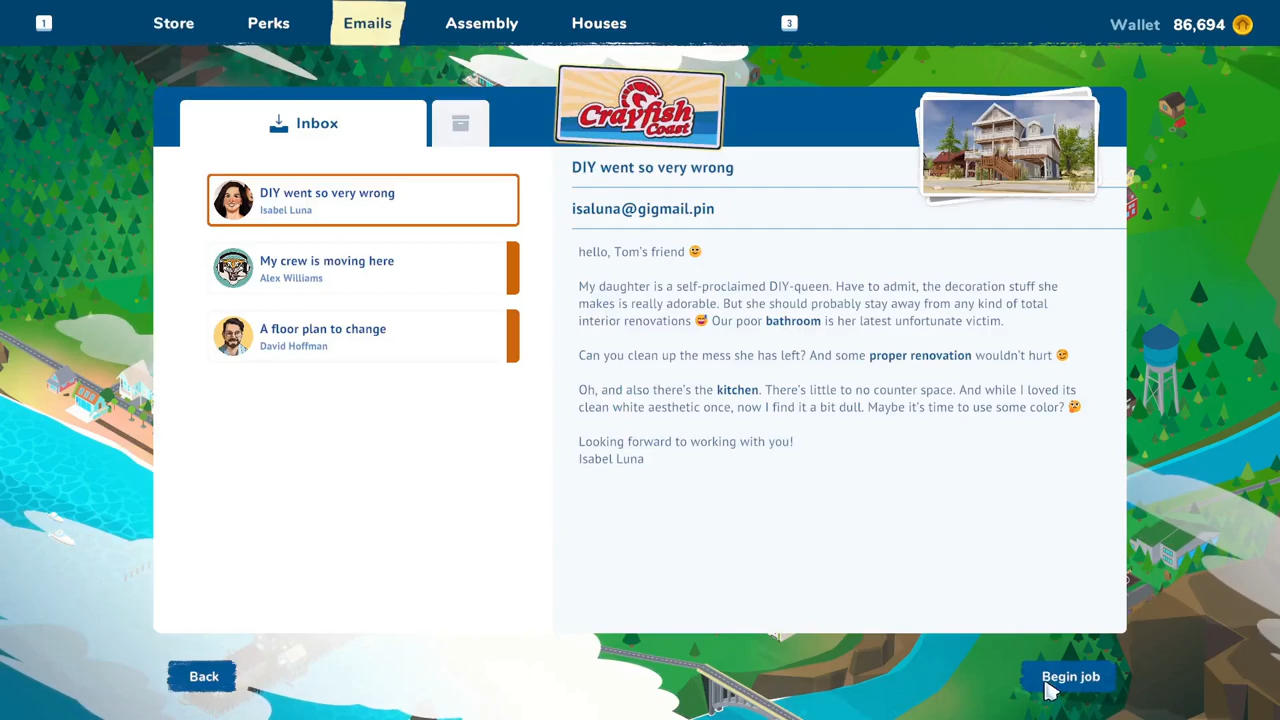 1
Store
Perks
Emails
Assembly
Houses
3
Wallet 86,694
Inbox
Crayfish
Coast
DIY went so very wrong
Isabel Luna
My crew is moving here
Alex Williams
A floor plan to change
David Hoffman
DIY went so very wrong
isaluna@gigmail.pin
hello, Tom's friend
My daughter is a self-proclaimed DIY-queen. Have to admit, the decoration stuff she
makes is really adorable. But she should probably stay away from any kind of total
interior renovations 😅 Our poor bathroom is her latest unfortunate victim.
Can you clean up the mess she has left? And some proper renovation wouldn't hurt
Oh, and also there's the kitchen. There's little to no counter space. And while I loved its
clean white aesthetic once, now I find it a bit dull. Maybe it's time to use some color?
Looking forward to working with you!
Isabel Luna
Back
Begin job